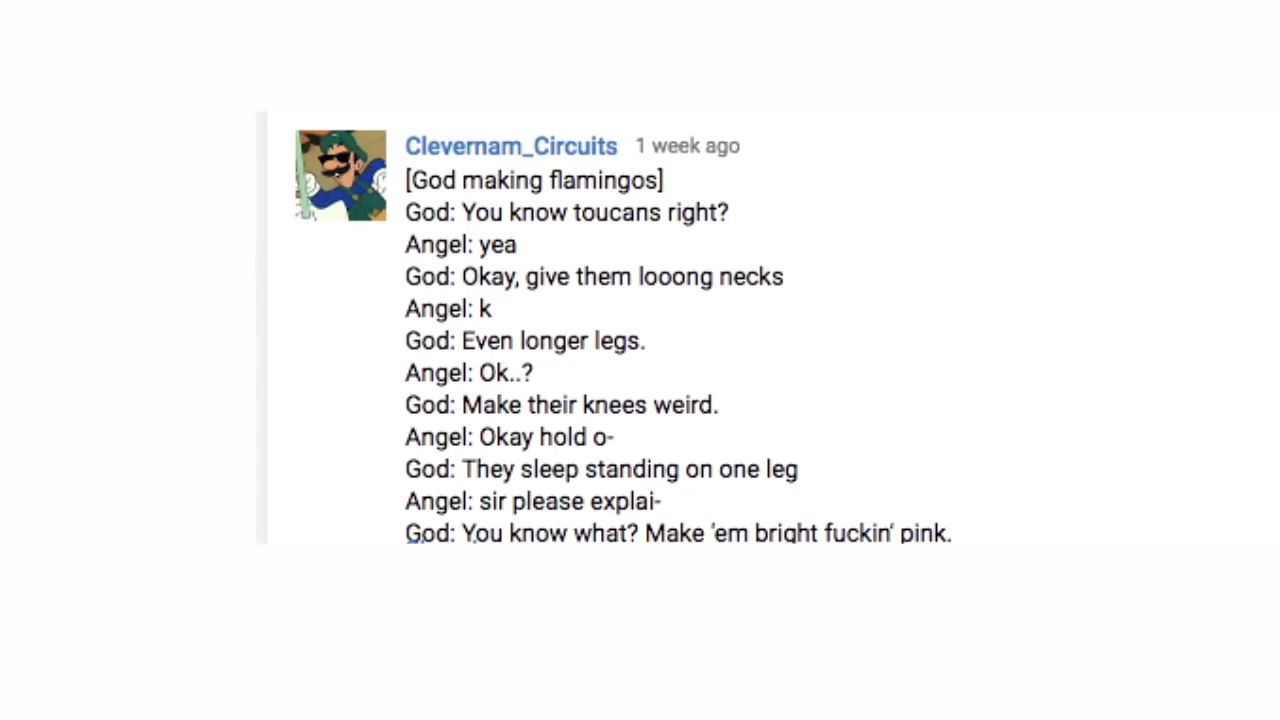 Clevernam_Circuits 1 week ago
[God making flamingos]
God: You know toucans right?
Angel: yea
God: Okay, give them looong necks
Angel: k
God: Even longer legs.
Angel: Ok..?
God: Make their knees weird.
Angel: Okay hold o-
God: They sleep standing on one leg
Angel: sir please explai-
God: You know what? Make 'em bright fuckin' pink.